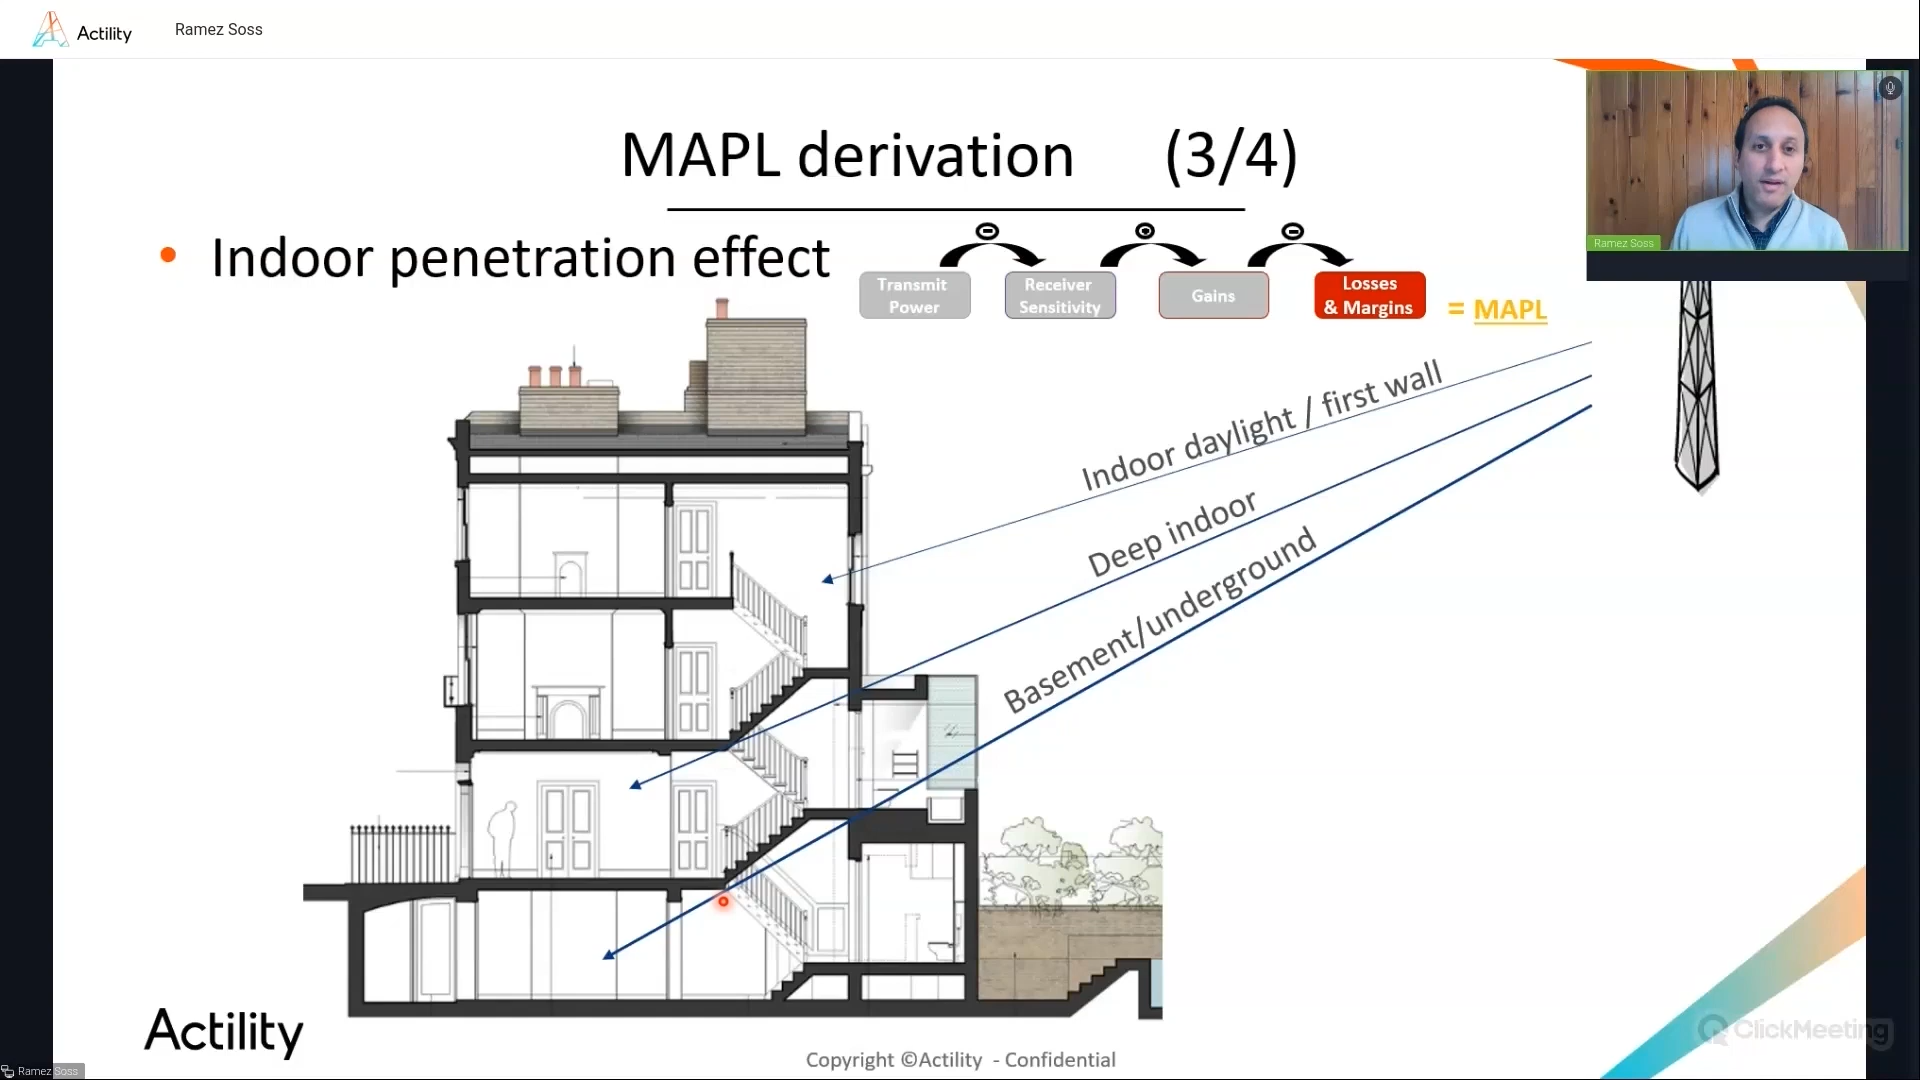 Actility
Ramez Soss
MAPL derivation (3/4)
Indoor penetration effect
Transmit
Power
Receiver
Sensitivity
Gains
Losses
& Margins
= MAPL
Ramez Soss
Indoor daylight / first wall
Deep indoor
Basement/underground
Actility
Copyright ©Actility - Confidential
ClickMeeting
Ramez Soss